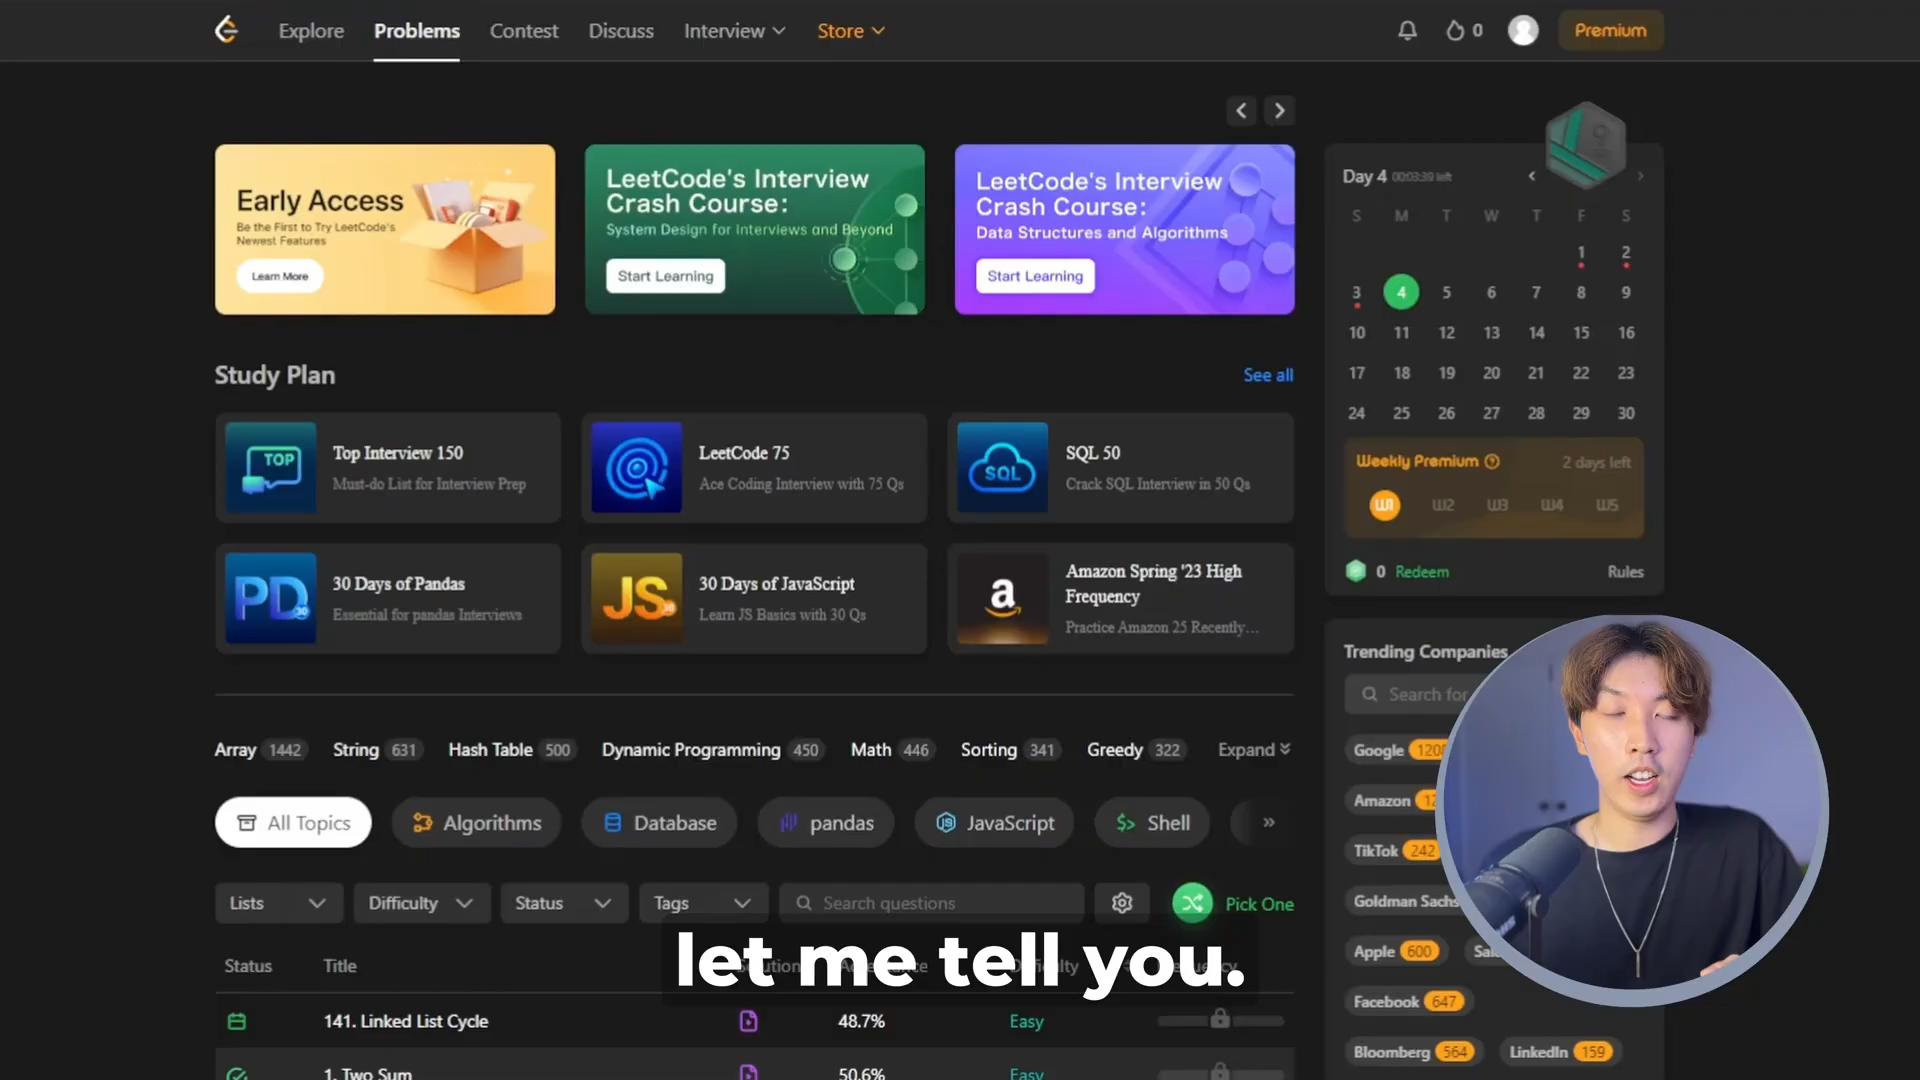 Explore Problems Contest Discuss Interview Store 0 Premium
Early Access
Be the First to Try LeetCode's
Newest Features
Learn More
LeetCode's Interview
Crash Course:
System Design for Interviews and Beyond
Start Learning
LeetCode's Interview
Crash Course:
Data Structures and Algorithms
Start Learning
Day 4 00:03:39 left
S M T W T F S
1 2
3 4 5 6 7 8 9
10 11 12 13 14 15 16
17 18 19 20 21 22 23
24 25 26 27 28 29 30
Weekly Premium 2 days left
W1 W2 W3 W4 W5
0 Redeem Rules
Study Plan See all
TOP
Top Interview 150
Must-do List for Interview Prep
LeetCode 75
Ace Coding Interview with 75 Qs
SQL
SQL 50
Crack SQL Interview in 50 Qs
PD 30
30 Days of Pandas
Essential for pandas Interviews
JS 30
30 Days of JavaScript
Learn JS Basics with 30 Qs
a
Amazon Spring '23 High
Frequency
Practice Amazon 25 Recently...
Array 1442 String 631 Hash Table 500 Dynamic Programming 450 Math 446 Sorting 341 Greedy 322 Expand
All Topics Algorithms Database pandas JavaScript Shell
Lists Difficulty Status Tags Search questions Pick One
Status Title
let me tell you.
141. Linked List Cycle 48.7% Easy
1. Two Sum 50.6% Easy
Trending Companies
Search for
Google
Amazon
TikTok 242
Goldman Sachs
Apple 600
Facebook 647
Bloomberg 564 LinkedIn 159